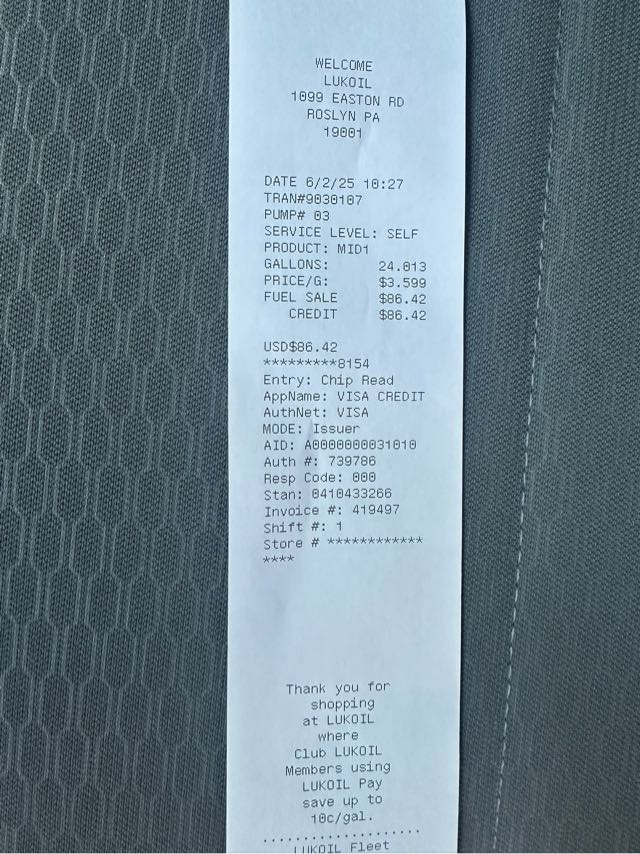 WELCOME
LUKOIL
1099 EASTON RD
ROSLYN PA
19001
DATE 6/2/25 10:27
TRAN#9030107
PUMP# 03
SERVICE LEVEL: SELF
PRODUCT: MID1
GALLONS: 24.013
PRICE/G: $3.599
FUEL SALE $86.42
CREDIT $86.42
USD$86.42
*********8154
Entry: Chip Read
AppName: VISA CREDIT
AuthNet: VISA
MODE: Issuer
AID: A0000000031010
Auth #: 739786
Resp Code: 000
Stan: 0410433266
Invoice #: 419497
Shift #: 1
Store # ************
****
Thank you for
shopping
at LUKOIL
where
Club LUKOIL
Members using
LUKOIL Pay
save up to
10c/gal.
....................
LUKOIL Fleet